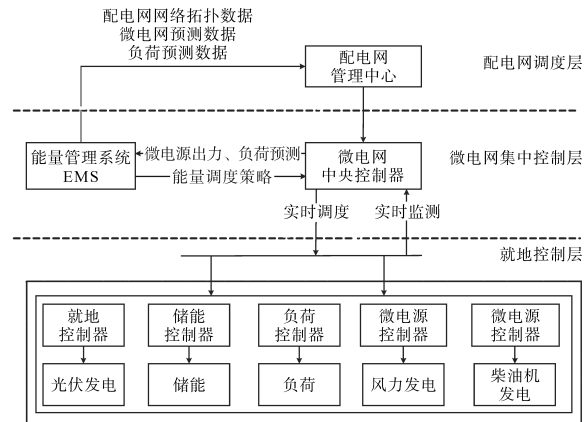 配电网网络拓扑数据
微电网预测数据
负荷预测数据
配电网
管理中心
配电网调度层
能量管理系统
EMS
微电源出力、负荷预测
能量调度策略
微电网
中央控制器
微电网集中控制层
实时调度
实时监测
就地控制层
就地
控制器
储能
控制器
负荷
控制器
微电源
控制器
微电源
控制器
光伏发电
储能
负荷
风力发电
柴油机
发电